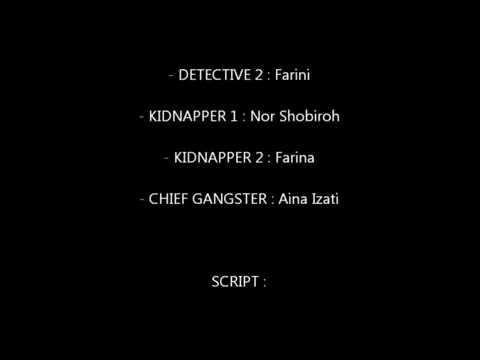 - DETECTIVE 2 : Farini
- KIDNAPPER 1 : Nor Shobiroh
- KIDNAPPER 2 : Farina
- CHIEF GANGSTER : Aina Izati
SCRIPT :